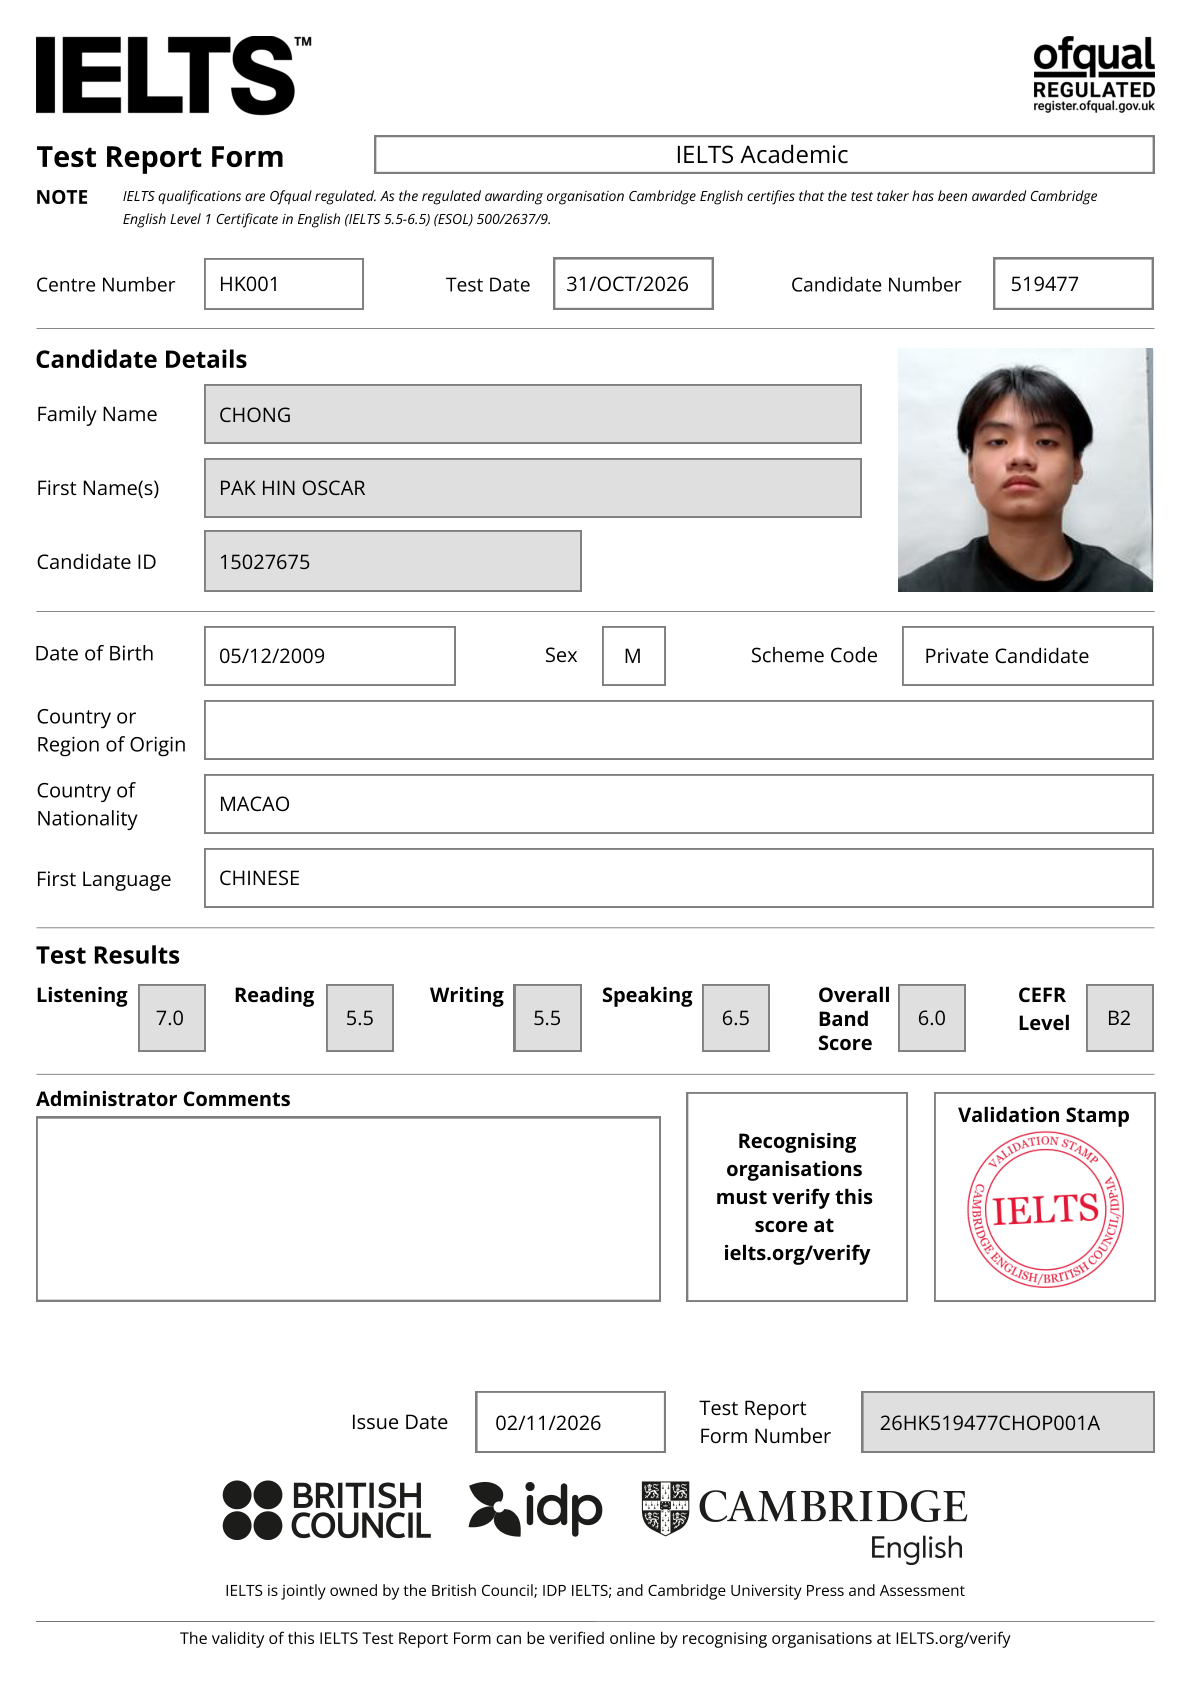 IELTS™
ofqual
REGULATED
register.ofqual.gov.uk
Test Report Form
IELTS Academic
NOTE
IELTS qualifications are Ofqual regulated. As the regulated awarding organisation Cambridge English certifies that the test taker has been awarded Cambridge
English Level 1 Certificate in English (IELTS 5.5-6.5) (ESOL) 500/2637/9.
Centre Number HK001 Test Date 31/OCT/2026 Candidate Number 519477
Candidate Details
Family Name CHONG
First Name(s) PAK HIN OSCAR
Candidate ID 15027675
Date of Birth 05/12/2009 Sex M Scheme Code Private Candidate
Country or
Region of Origin
Country of
Nationality
MACAO
First Language CHINESE
Test Results
Listening 7.0 Reading 5.5 Writing 5.5 Speaking 6.5
Overall
Band
Score
6.0
CEFR
Level
B2
Administrator Comments
Recognising
organisations
must verify this
score at
ielts.org/verify
Validation Stamp
VALIDATION STAMP
IELTS
CAMBRIDGE ENGLISH/BRITISH COUNCIL/IDP:IA
Issue Date 02/11/2026
Test Report
Form Number
26HK519477CHOP001A
BRITISH
COUNCIL
idp
CAMBRIDGE
English
IELTS is jointly owned by the British Council; IDP IELTS; and Cambridge University Press and Assessment
The validity of this IELTS Test Report Form can be verified online by recognising organisations at IELTS.org/verify